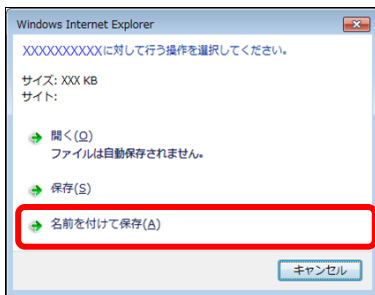 Windows Internet Explorer
XXXXXXXXXXに対して行う操作を選択してください。
サイズ: XXX KB
サイト:
開く(O)
ファイルは自動保存されません。
保存(S)
名前を付けて保存(A)
キャンセル